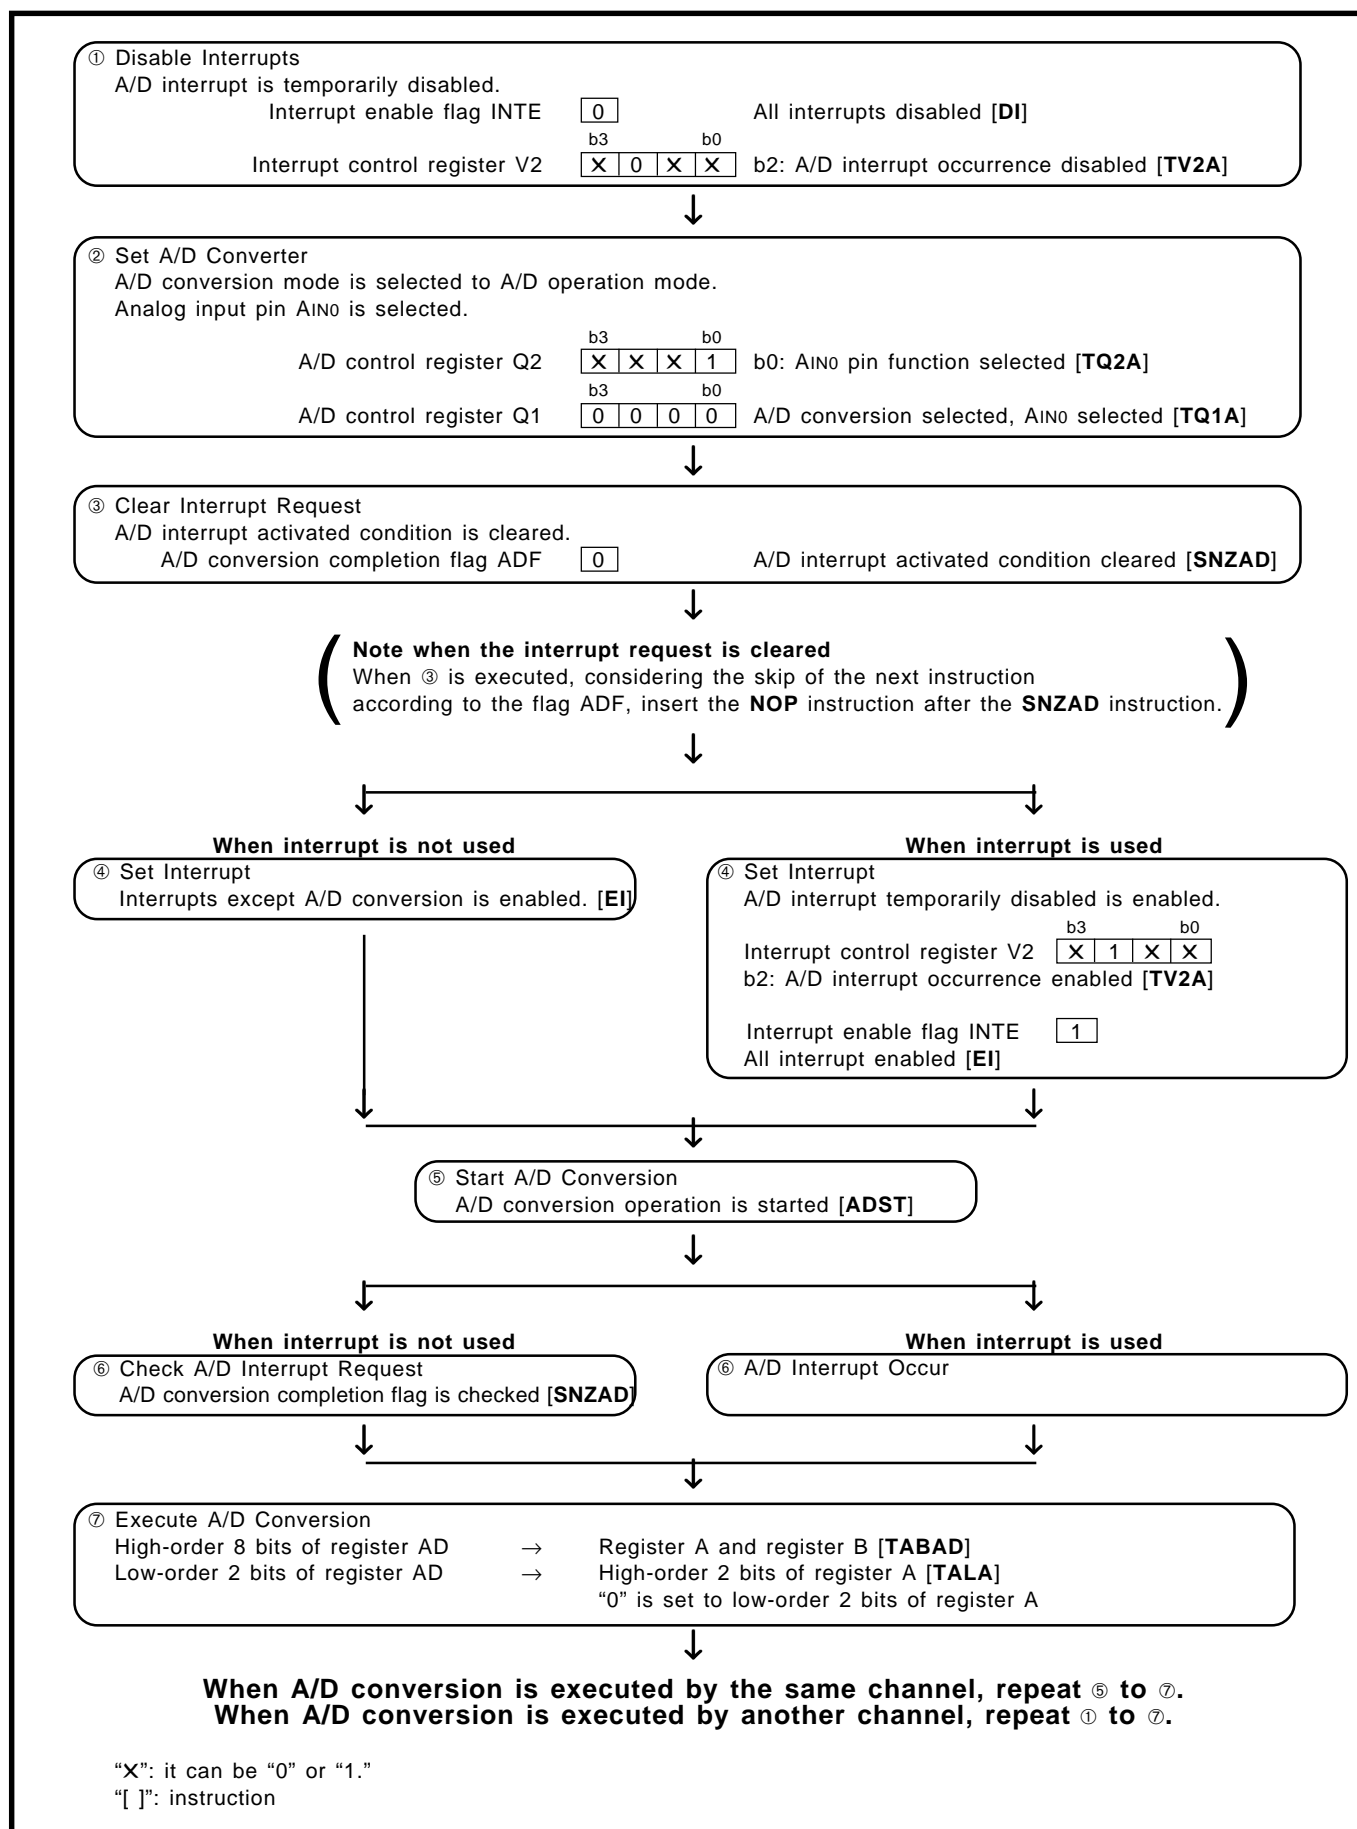 ① Disable Interrupts
A/D interrupt is temporarily disabled.
Interrupt enable flag INTE 0 All interrupts disabled [DI]
b3 b0
Interrupt control register V2 X 0 X X b2: A/D interrupt occurrence disabled [TV2A]
↓
② Set A/D Converter
A/D conversion mode is selected to A/D operation mode.
Analog input pin AIN0 is selected.
b3 b0
A/D control register Q2 X X X 1 b0: AIN0 pin function selected [TQ2A]
b3 b0
A/D control register Q1 0 0 0 0 A/D conversion selected, AIN0 selected [TQ1A]
↓
③ Clear Interrupt Request
A/D interrupt activated condition is cleared.
A/D conversion completion flag ADF 0 A/D interrupt activated condition cleared [SNZAD]
↓
Note when the interrupt request is cleared
When ③ is executed, considering the skip of the next instruction
according to the flag ADF, insert the NOP instruction after the SNZAD instruction.
↓
When interrupt is not used
④ Set Interrupt
Interrupts except A/D conversion is enabled. [EI]
When interrupt is used
④ Set Interrupt
A/D interrupt temporarily disabled is enabled.
b3 b0
Interrupt control register V2 X 1 X X
b2: A/D interrupt occurrence enabled [TV2A]
Interrupt enable flag INTE 1
All interrupt enabled [EI]
↓
⑤ Start A/D Conversion
A/D conversion operation is started [ADST]
↓
When interrupt is not used
⑥ Check A/D Interrupt Request
A/D conversion completion flag is checked [SNZAD]
When interrupt is used
⑥ A/D Interrupt Occur
↓
⑦ Execute A/D Conversion
High-order 8 bits of register AD → Register A and register B [TABAD]
Low-order 2 bits of register AD → High-order 2 bits of register A [TALA]
“0” is set to low-order 2 bits of register A
↓
When A/D conversion is executed by the same channel, repeat ⑤ to ⑦.
When A/D conversion is executed by another channel, repeat ① to ⑦.
“X”: it can be “0” or “1.”
“[ ]”: instruction